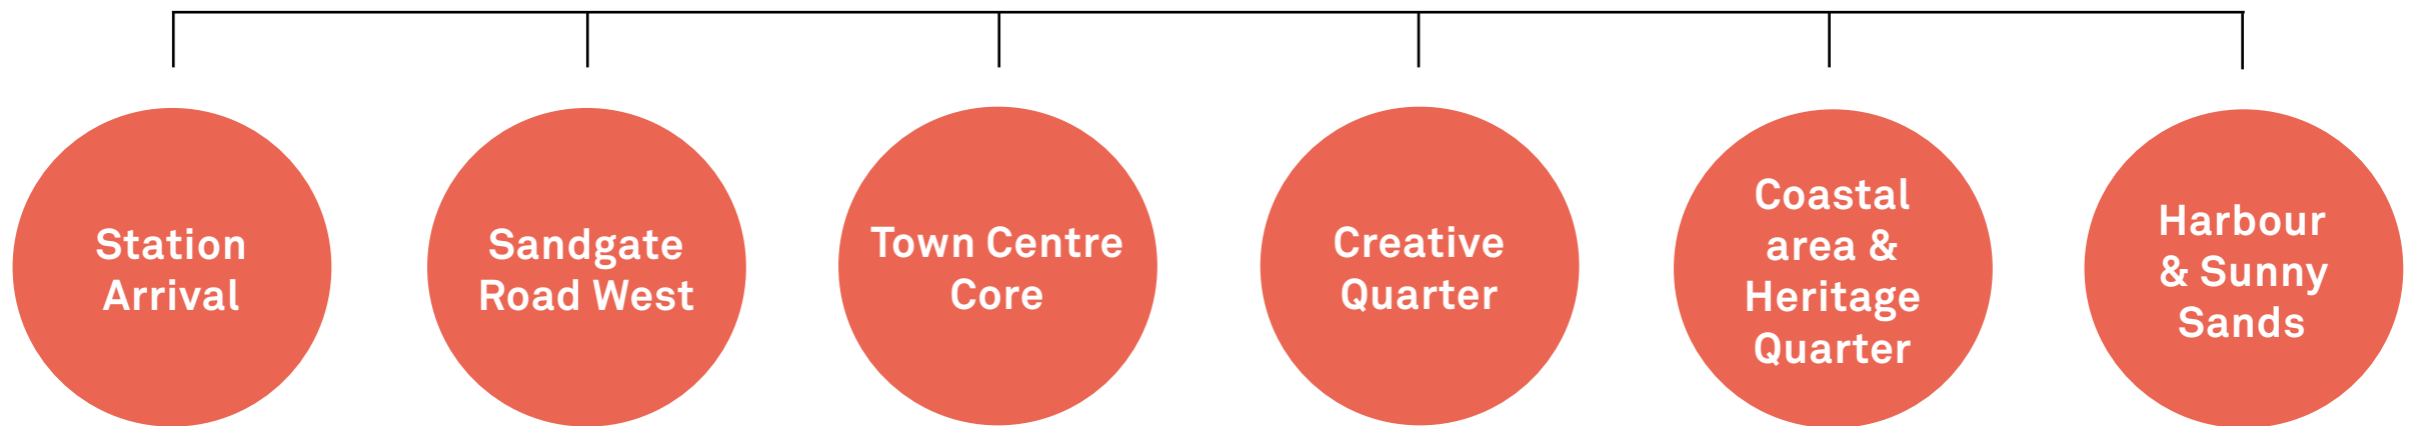 Station
Arrival
Sandgate
Road West
Town Centre
Core
Creative
Quarter
Coastal
area &
Heritage
Quarter
Harbour
& Sunny
Sands